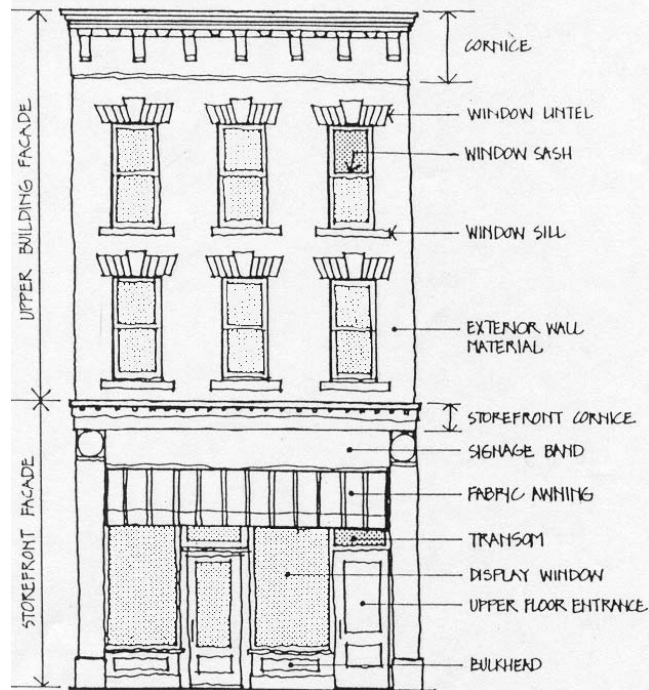 CORNICE
WINDOW LINTEL
WINDOW SASH
WINDOW SILL
UPPER BUILDING FACADE
EXTERIOR WALL
MATERIAL
STOREFRONT CORNICE
SIGNAGE BAND
FABRIC AWNING
STOREFRONT FACADE
TRANSOM
DISPLAY WINDOW
UPPER FLOOR ENTRANCE
BULKHEAD